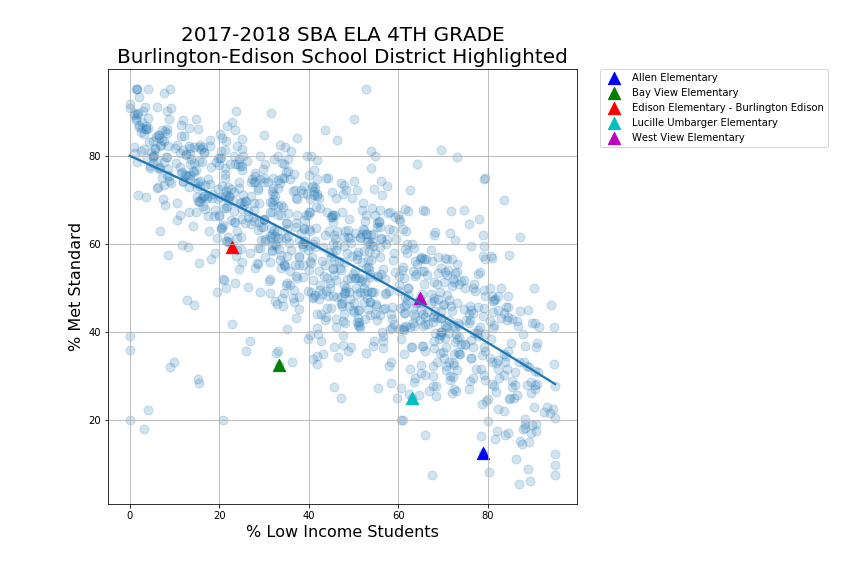 2017-2018 SBA ELA 4TH GRADE
Burlington-Edison School District Highlighted
Allen Elementary
Bay View Elementary
Edison Elementary - Burlington Edison
Lucille Umbarger Elementary
West View Elementary
% Met Standard
80
60
40
20
0 20 40 60 80
% Low Income Students